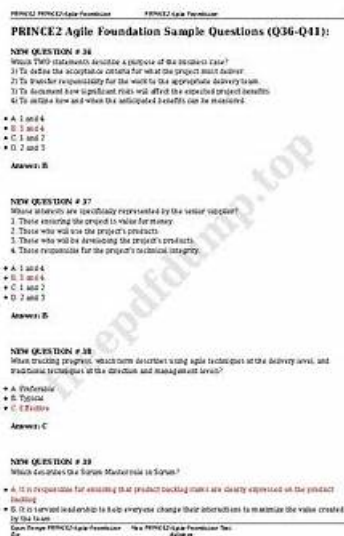 PRINCE2 PRINCE2-Agile-Foundation PRINCE2 Agile Foundation
PRINCE2 Agile Foundation Sample Questions (Q36-Q41):
NEW QUESTION # 36
Which TWO statements describe a purpose of the business case?
1) To define the acceptance criteria for what the project must deliver.
2) To transfer responsibility for the work to the appropriate delivery team.
3) To document how significant risks will affect the expected project benefits
4) To define how and when the anticipated benefits can be measured.
A. 1 and 4
B. 3 and 4
C. 1 and 2
D. 2 and 3
Answer: B
NEW QUESTION # 37
Whose interests are specifically represented by the senior supplier?
1. Those ensuring the project is value for money.
2. Those who will use the project's products.
3. Those who will be developing the project's products.
4. Those responsible for the project's technical integrity.
A. 1 and 4
B. 3 and 4
C. 1 and 2
D. 2 and 3
Answer: B
NEW QUESTION # 38
When tracking progress, which term describes using agile techniques at the delivery level, and
traditional techniques at the direction and management levels?
A. Preferable
B. Typical
C. Effective
Answer: C
NEW QUESTION # 39
Which describes the Scrum Master role in Scrum?
A. It is responsible for ensuring that product backlog items are clearly expressed on the product
backlog
B. It is servant leadership to help everyone change their interactions to maximize the value created
by the team
freepdfdump.top